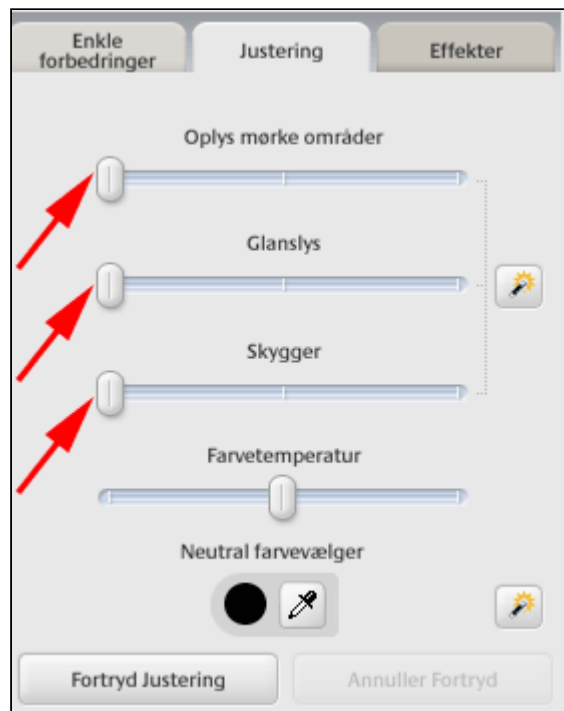 Enkle
forbedringer
Justering
Effekter
Oplys mørke områder
Glanslys
Skygger
Farvetemperatur
Neutral farvevælger
Fortryd Justering
Annuller Fortryd